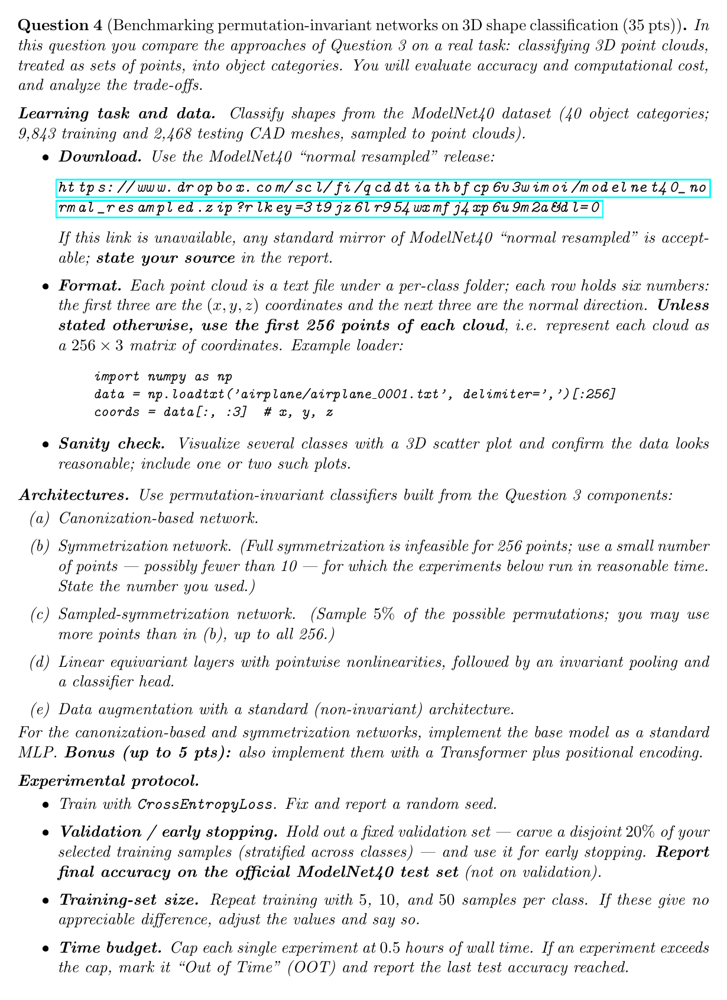 Question 4 (Benchmarking permutation-invariant networks on 3D shape classification (35 pts)). In
this question you compare the approaches of Question 3 on a real task: classifying 3D point clouds,
treated as sets of points, into object categories. You will evaluate accuracy and computational cost,
and analyze the trade-offs.
Learning task and data. Classify shapes from the ModelNet40 dataset (40 object categories;
9,843 training and 2,468 testing CAD meshes, sampled to point clouds).
• Download. Use the ModelNet40 “normal resampled” release:
https://www.dropbox.com/scl/fi/qcddtiathbfcp6v3wimoi/modelnet40_no
rmal_resampled.zip?rlkey=3t9jz6lr954wxmfj4xp6u9m2a&dl=0
If this link is unavailable, any standard mirror of ModelNet40 “normal resampled” is accept-
able; state your source in the report.
• Format. Each point cloud is a text file under a per-class folder; each row holds six numbers:
the first three are the (x, y, z) coordinates and the next three are the normal direction. Unless
stated otherwise, use the first 256 points of each cloud, i.e. represent each cloud as
a 256 × 3 matrix of coordinates. Example loader:
import numpy as np
data = np.loadtxt('airplane/airplane_0001.txt', delimiter=',')[:256]
coords = data[:, :3]  # x, y, z
• Sanity check. Visualize several classes with a 3D scatter plot and confirm the data looks
reasonable; include one or two such plots.
Architectures. Use permutation-invariant classifiers built from the Question 3 components:
(a) Canonization-based network.
(b) Symmetrization network. (Full symmetrization is infeasible for 256 points; use a small number
of points — possibly fewer than 10 — for which the experiments below run in reasonable time.
State the number you used.)
(c) Sampled-symmetrization network. (Sample 5% of the possible permutations; you may use
more points than in (b), up to all 256.)
(d) Linear equivariant layers with pointwise nonlinearities, followed by an invariant pooling and
a classifier head.
(e) Data augmentation with a standard (non-invariant) architecture.
For the canonization-based and symmetrization networks, implement the base model as a standard
MLP. Bonus (up to 5 pts): also implement them with a Transformer plus positional encoding.
Experimental protocol.
• Train with CrossEntropyLoss. Fix and report a random seed.
• Validation / early stopping. Hold out a fixed validation set — carve a disjoint 20% of your
selected training samples (stratified across classes) — and use it for early stopping. Report
final accuracy on the official ModelNet40 test set (not on validation).
• Training-set size. Repeat training with 5, 10, and 50 samples per class. If these give no
appreciable difference, adjust the values and say so.
• Time budget. Cap each single experiment at 0.5 hours of wall time. If an experiment exceeds
the cap, mark it “Out of Time” (OOT) and report the last test accuracy reached.